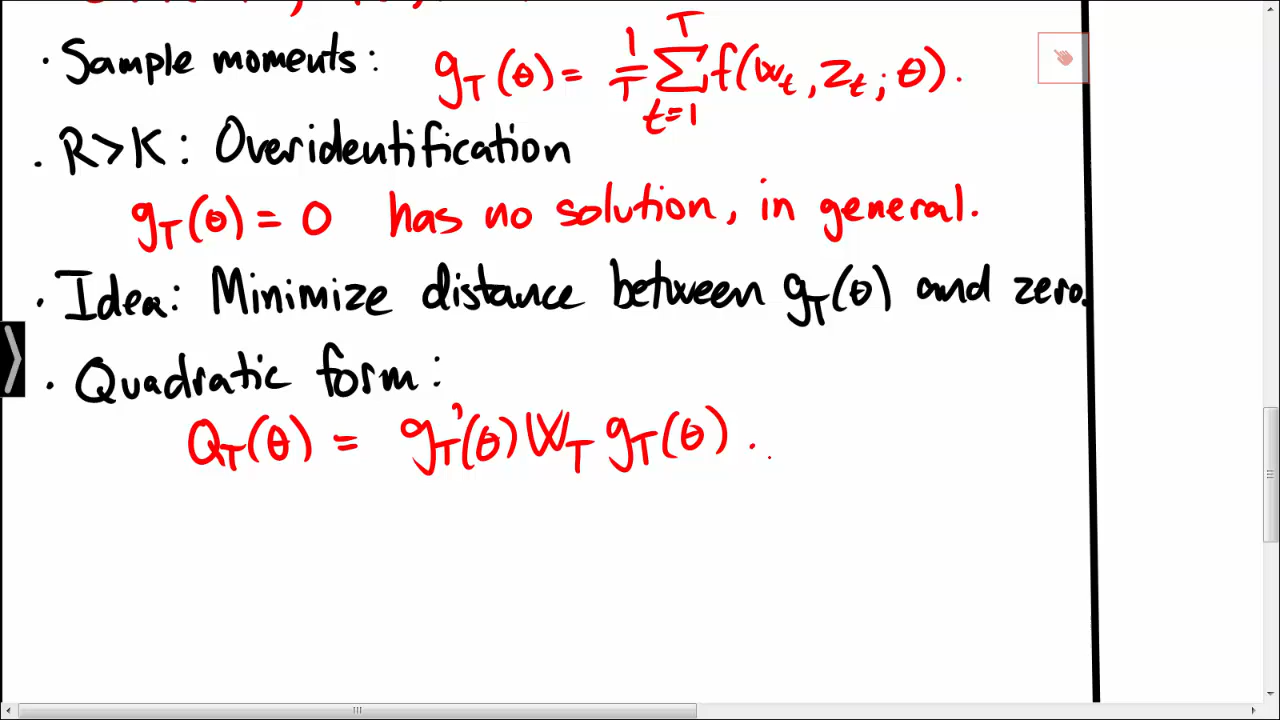 · Sample moments: g_T(θ) = 1/T ∑_{t=1}^{T} f(w_t, z_t; θ).
· R>K: Overidentification
g_T(θ) = 0 has no solution, in general.
· Idea: Minimize distance between g_T(θ) and zero.
· Quadratic form:
Q_T(θ) = g_T'(θ) W_T g_T(θ).